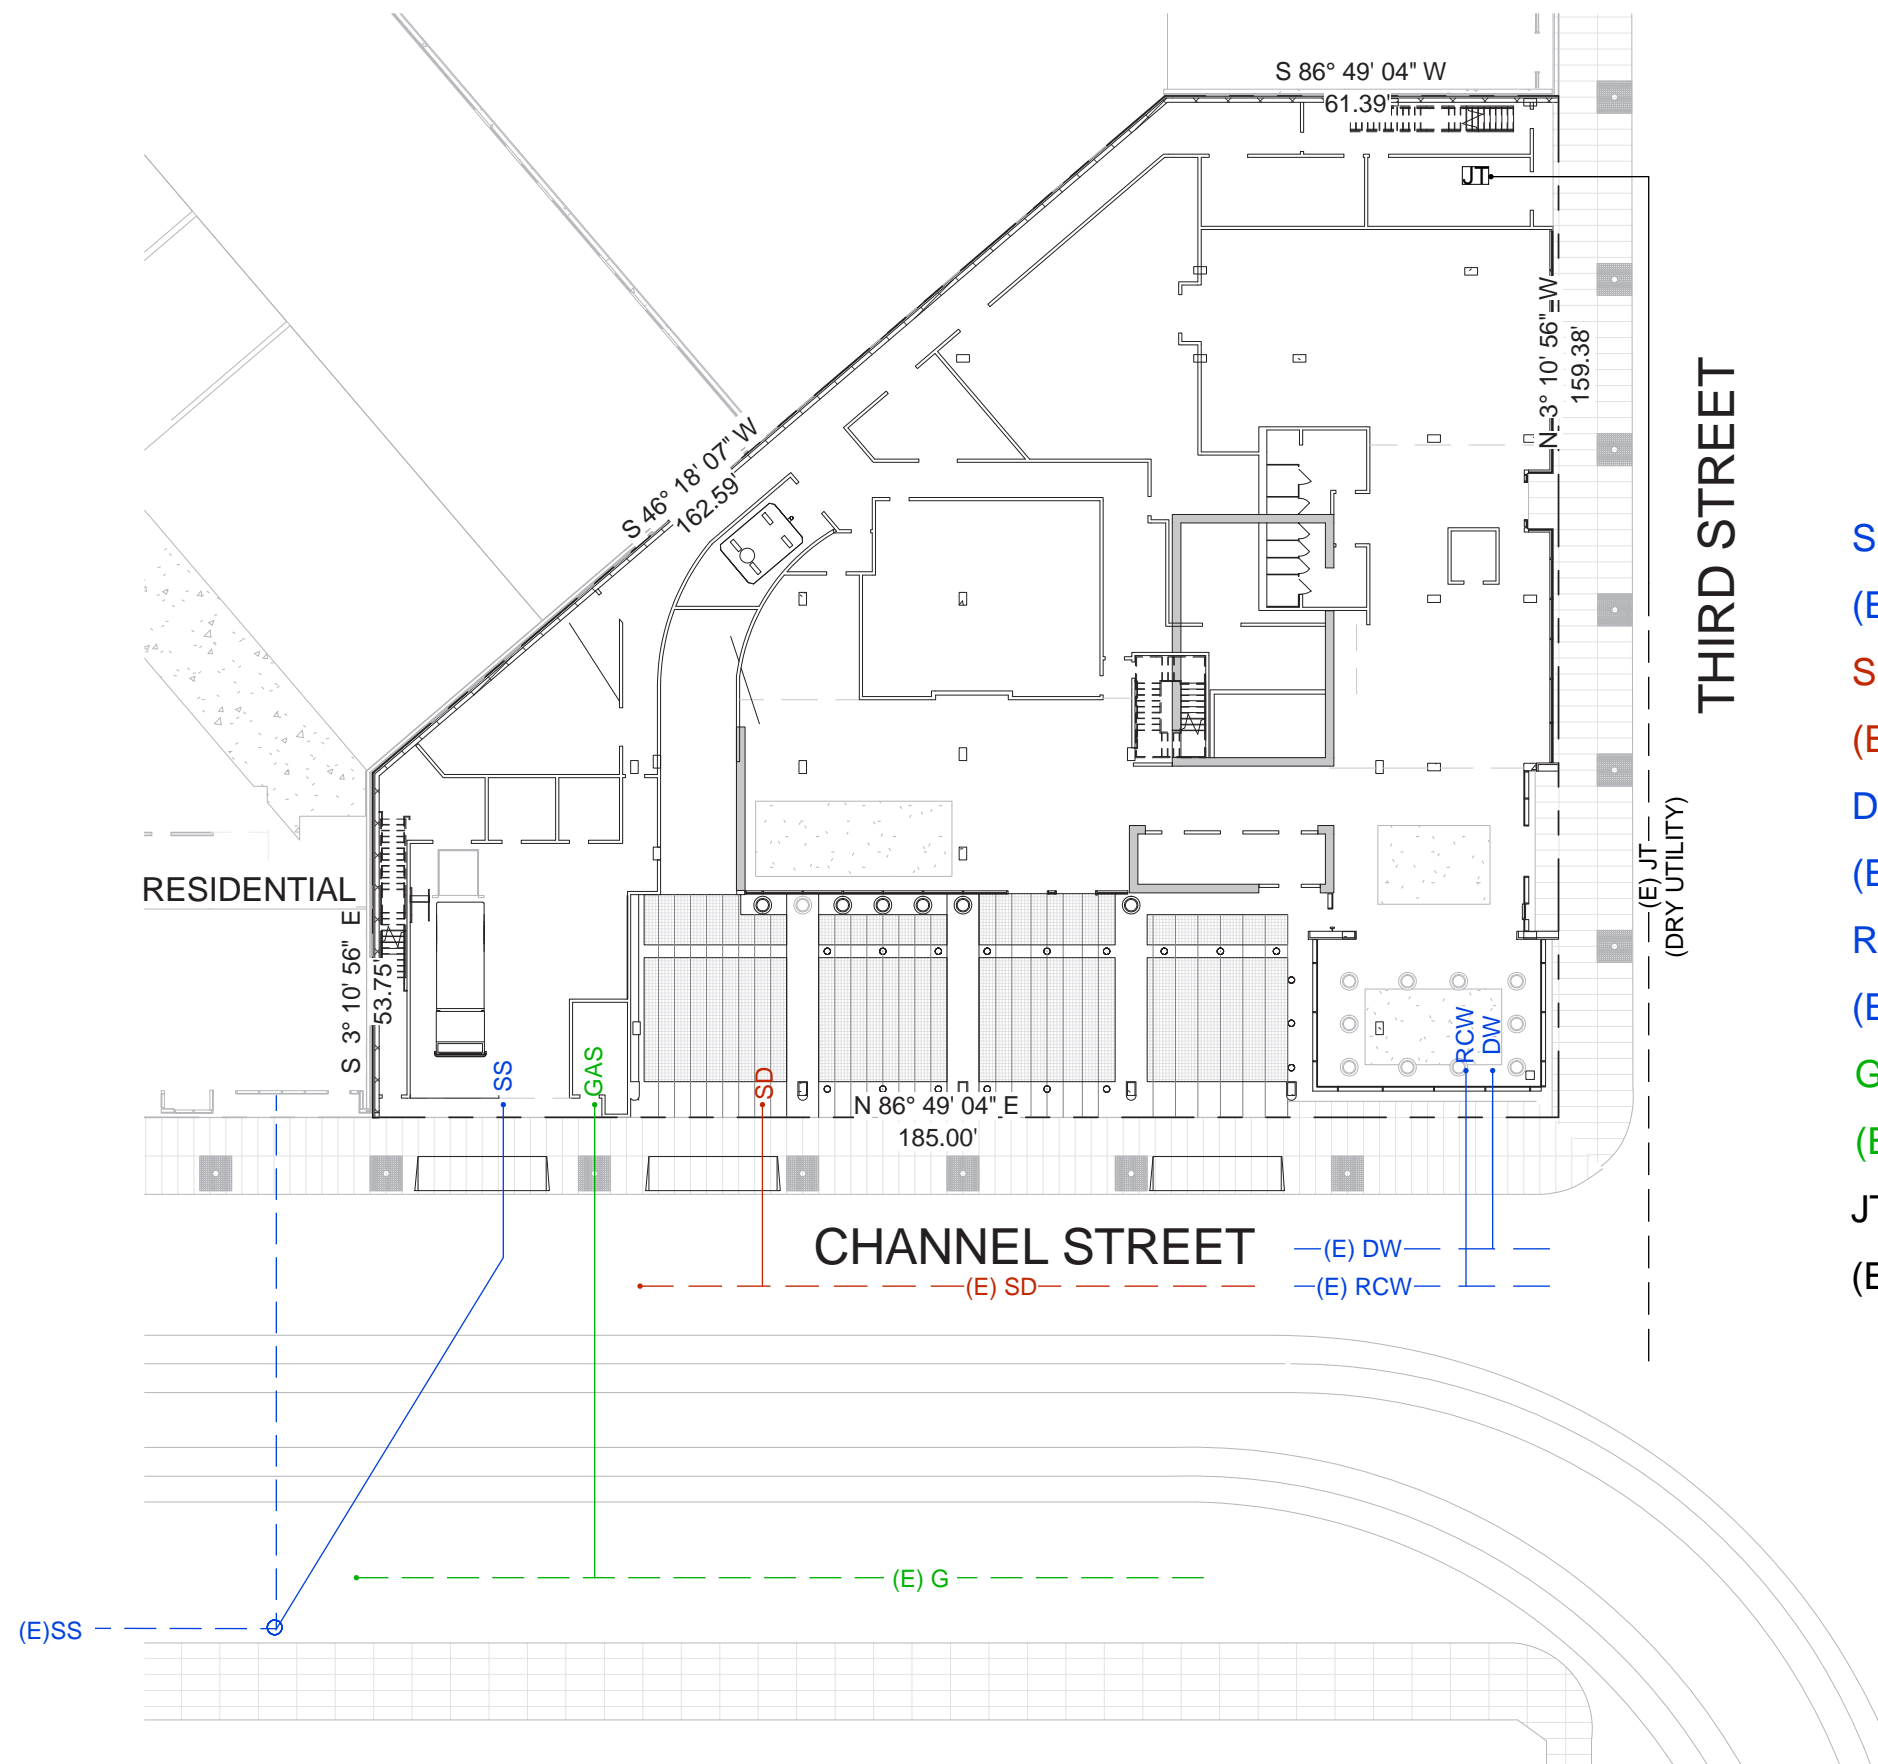 S 86° 49' 04" W
61.39'
JT
N 3° 10' 56" W
159.38'
THIRD STREET
S 46° 18' 07" W
162.59'
(E) JT
(DRY UTILITY)
RESIDENTIAL
S 3° 10' 56" E
53.75'
SS
GAS
SD
RCW
DW
N 86° 49' 04" E
185.00'
CHANNEL STREET
(E) DW
(E) SD
(E) RCW
(E) G
(E)SS
S
(E
S
(E
D
(E
R
(E
G
(E
JT
(E